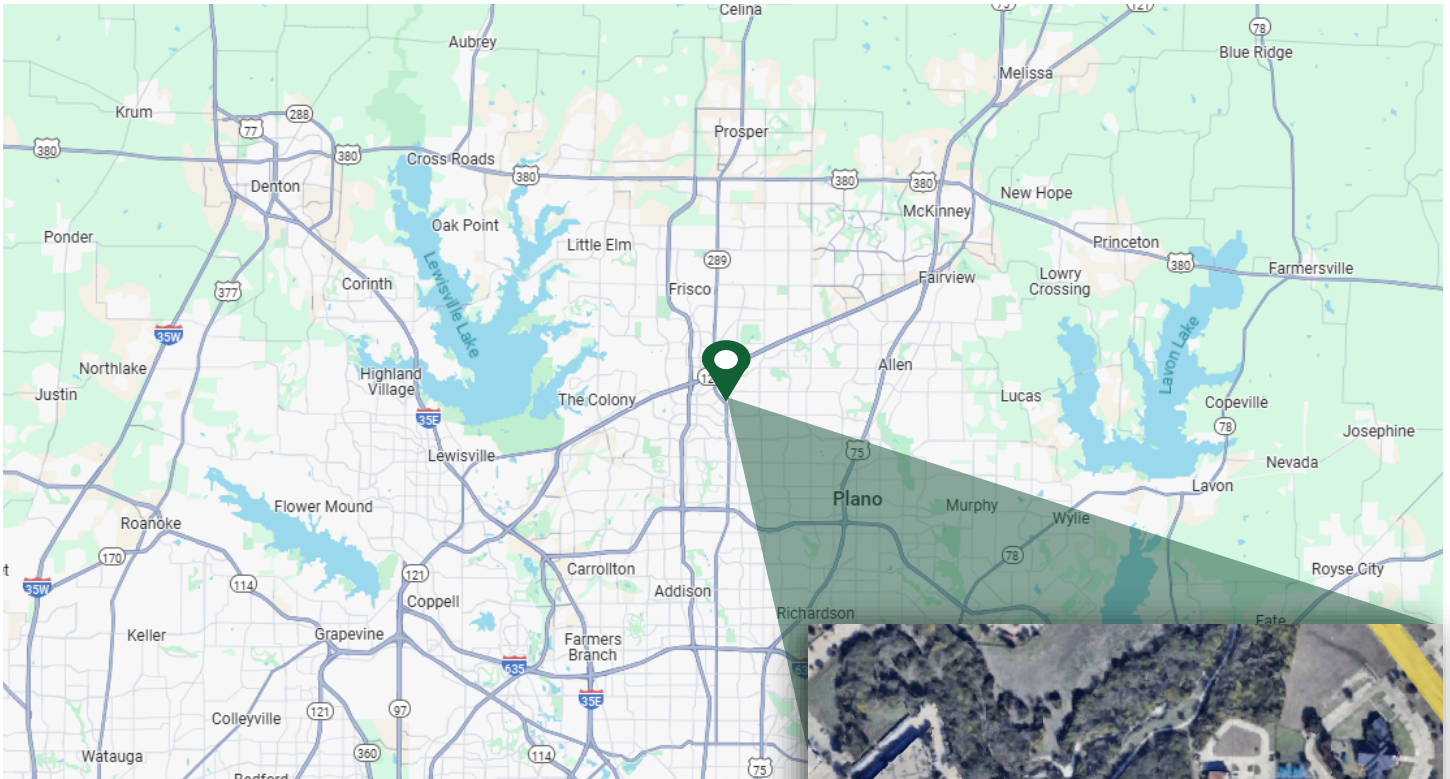 Celina
75
121
78
Aubrey
Blue Ridge
Melissa
Krum
288
77
Prosper
380
380
Cross Roads
380
380
380
Denton
New Hope
McKinney
Oak Point
Ponder
Little Elm
Princeton
289
380
Farmersville
Lewisville Lake
Fairview
Lowry
Crossing
Corinth
377
Frisco
35W
Lavon Lake
Northlake
Highland
Village
Allen
Justin
The Colony
Lucas
Copeville
35E
78
Josephine
75
Lewisville
Nevada
Lavon
Plano
Flower Mound
Murphy
Wylie
Roanoke
170
78
Carrollton
Royse City
121
114
35W
Addison
Coppell
Richardson
Fate
Keller
Grapevine
Farmers
Branch
635
35E
Colleyville
121
97
Watauga
360
114
75